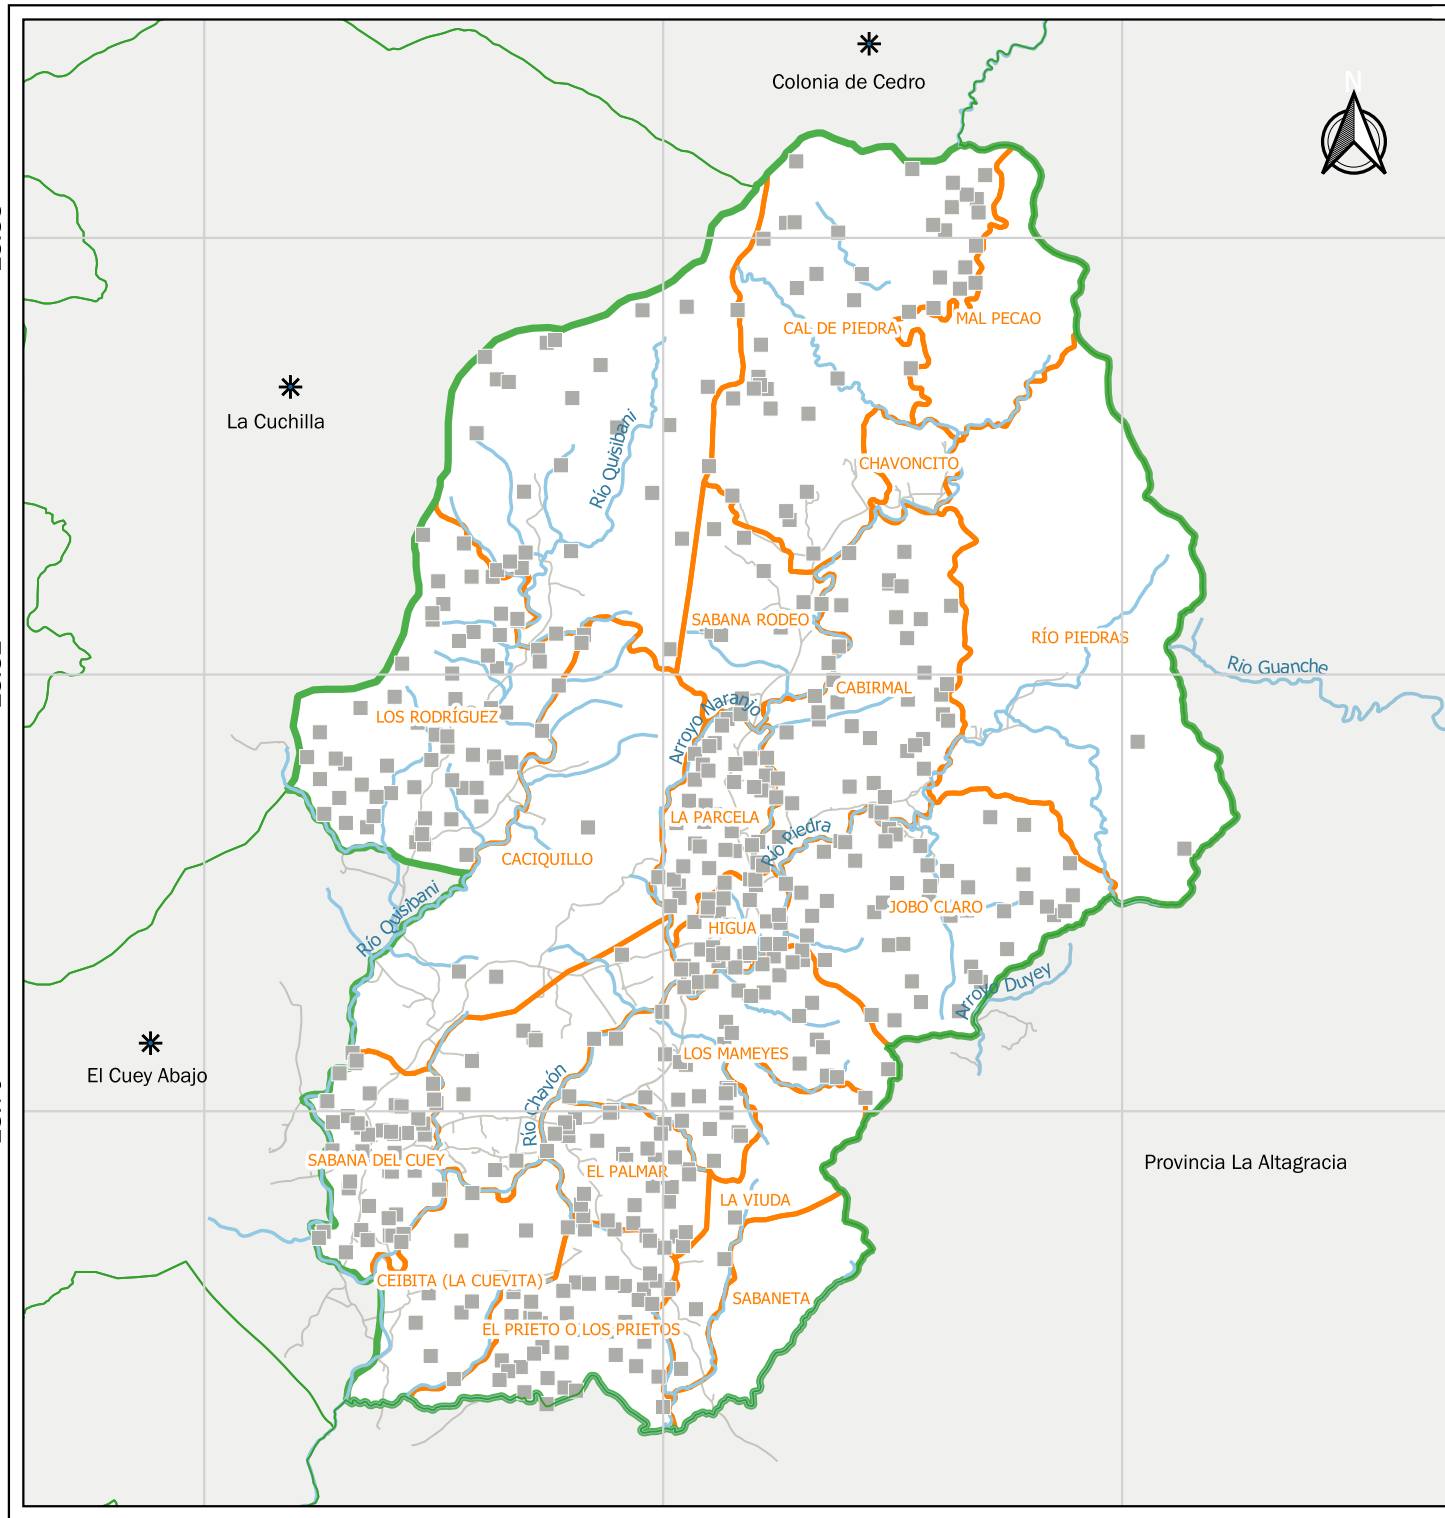 Colonia de Cedro
N
CAL DE PIEDRA
MAL PECAO
La Cuchilla
Río Quisibani
CHAVONCITO
SABANA RODEO
RÍO PIEDRAS
Río Guanche
CABIRMAL
LOS RODRÍGUEZ
Arroyo Naranjo
LA PARCELA
Río Piedra
CACIQUILLO
JOBO CLARO
Río Quisibani
HIGUA
Arroyo Duyey
LOS MAMEYES
El Cuey Abajo
Río Chavón
SABANA DEL CUEY
EL PALMAR
Provincia La Altagracia
LA VIUDA
CEIBITA (LA CUEVITA)
SABANETA
EL PRIETO O LOS PRIETOS